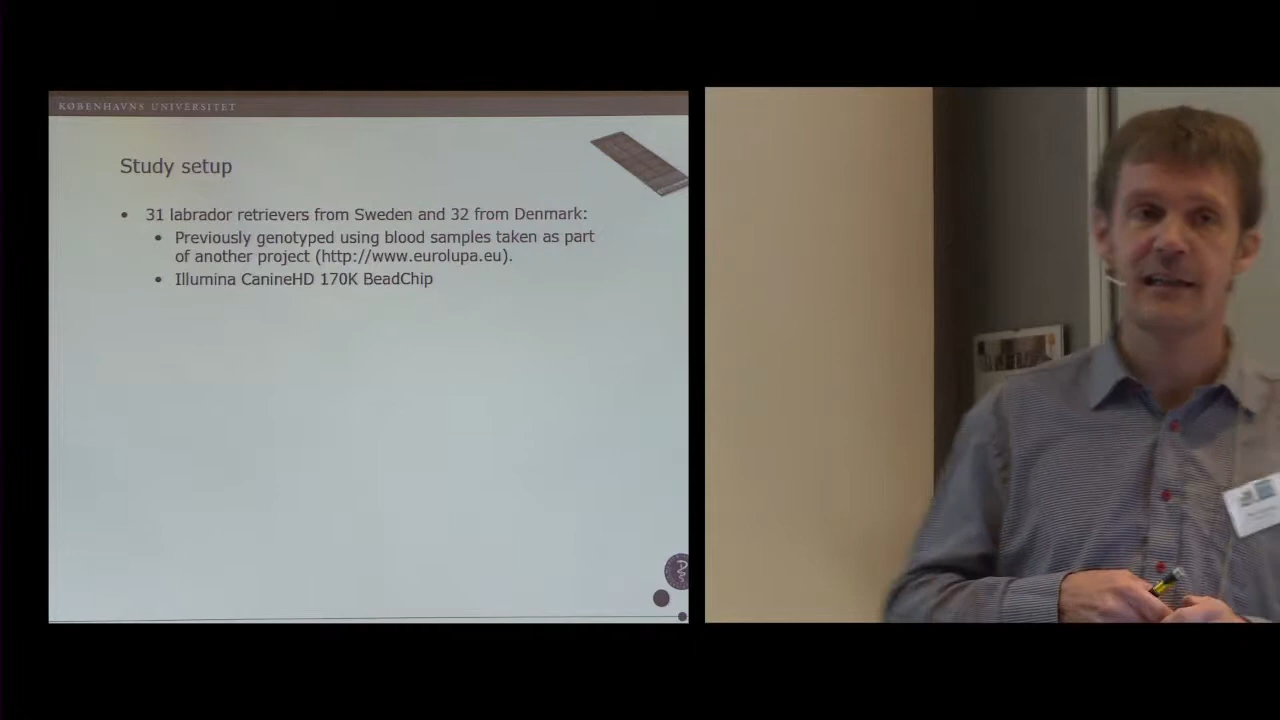 KØBENHAVNS UNIVERSITET
Study setup
• 31 labrador retrievers from Sweden and 32 from Denmark:
• Previously genotyped using blood samples taken as part
of another project (http://www.eurolupa.eu).
• Illumina CanineHD 170K BeadChip